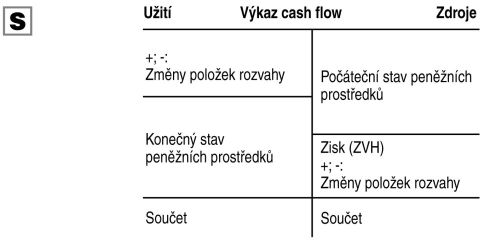 S
Užití Výkaz cash flow Zdroje
+; -:
Změny položek rozvahy
Konečný stav
peněžních prostředků
Součet
Počáteční stav peněžních
prostředků
Zisk (ZVH)
+; -:
Změny položek rozvahy
Součet